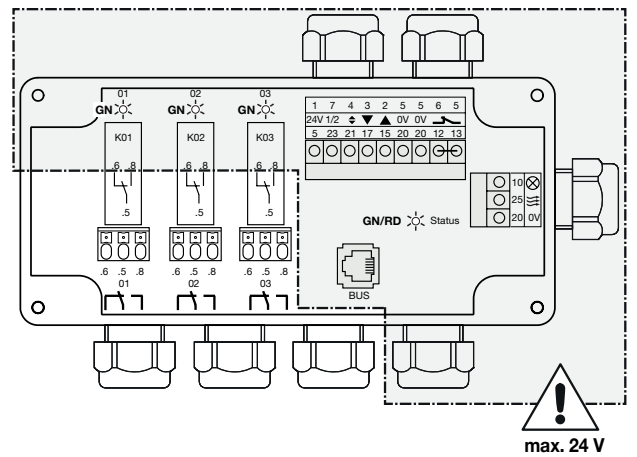 01 02 03
GN GN GN
K01 K02 K03
.6 .8 .6 .8 .6 .8
.5 .5 .5
.6 .5 .8 .6 .5 .8 .6 .5 .8
01 02 03
1 7 4 3 2 5 5 6 5
24V 1/2 0V 0V
5 23 21 17 15 20 20 12 13
10
25
20 0V
GN/RD Status
BUS
max. 24 V